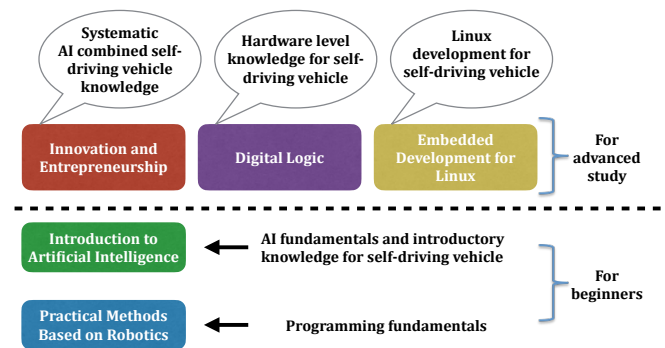 Systematic
AI combined self-
driving vehicle
knowledge
Hardware level
knowledge for self-
driving vehicle
Linux
development for
self-driving vehicle
Innovation and
Entrepreneurship
Digital Logic
Embedded
Development for
Linux
For
advanced
study
Introduction to
Artificial Intelligence
AI fundamentals and introductory
knowledge for self-driving vehicle
For
beginners
Practical Methods
Based on Robotics
Programming fundamentals